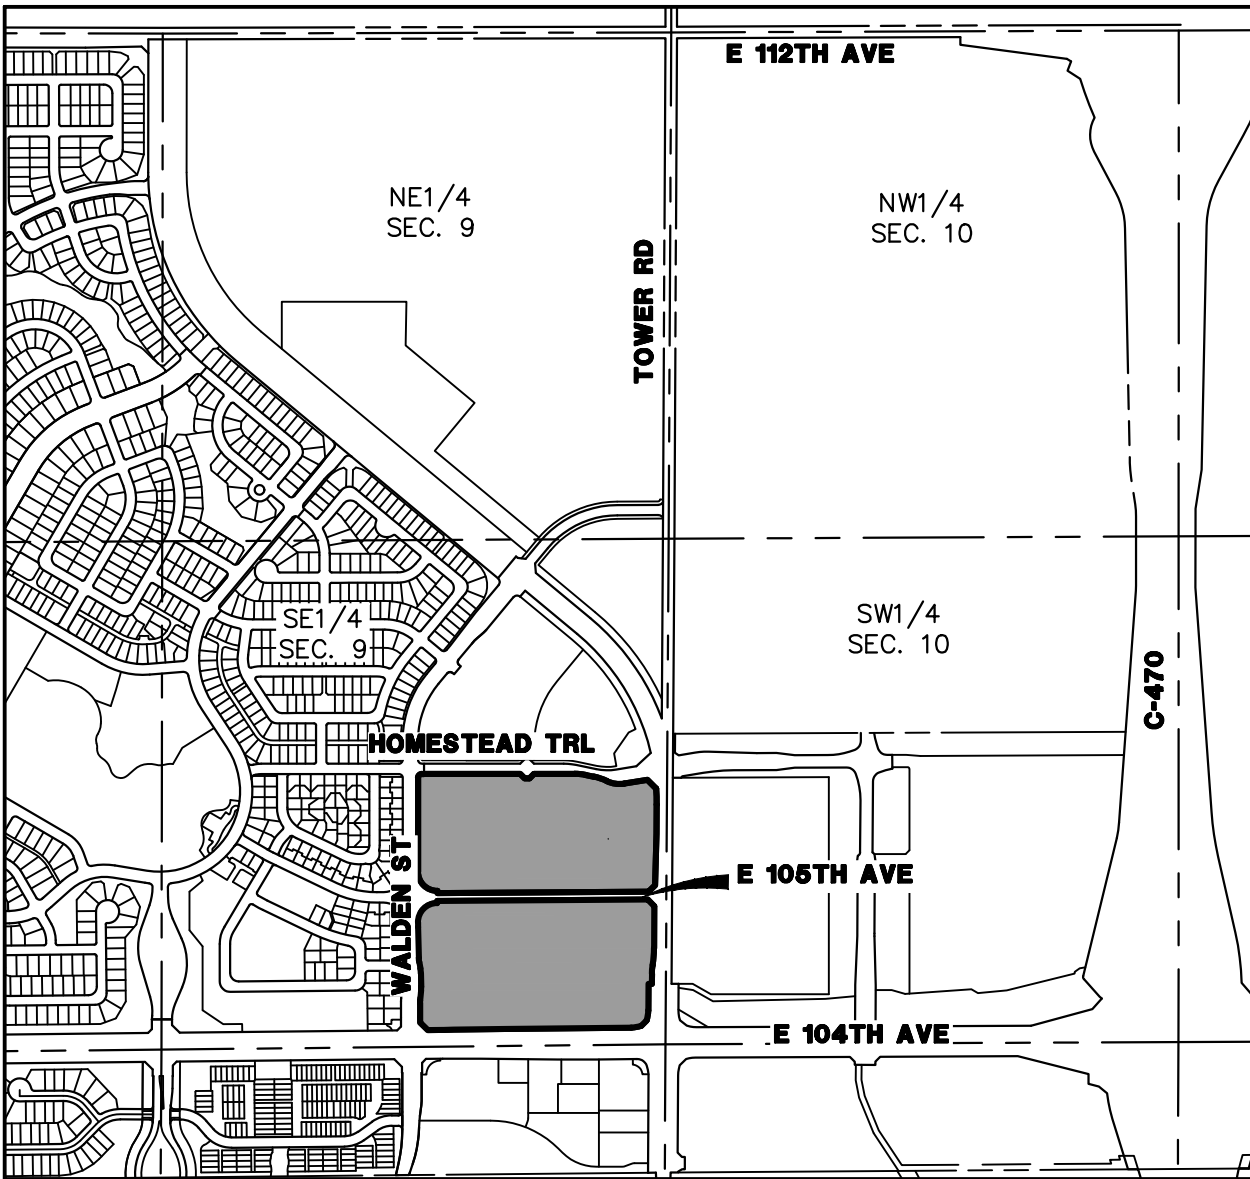 E 112TH AVE
NE1/4
SEC. 9
NW1/4
SEC. 10
TOWER RD
SE1/4
SEC. 9
SW1/4
SEC. 10
C-470
HOMESTEAD TRL
WALDEN ST
E 105TH AVE
E 104TH AVE